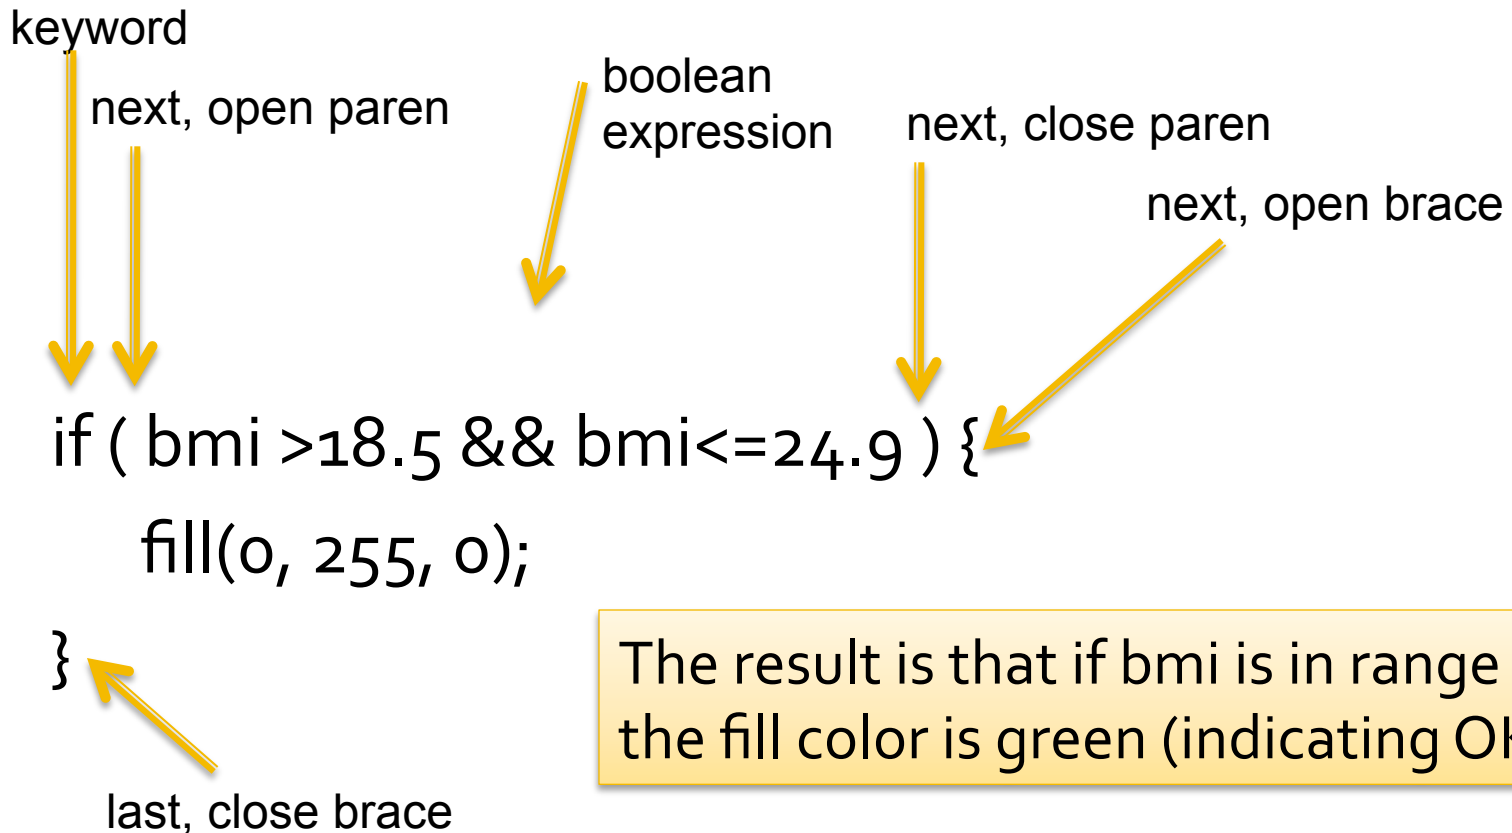 keyword
next, open paren
boolean
expression
next, close paren
next, open brace
if ( bmi >18.5 && bmi<=24.9 ) {
fill(0, 255, 0);
}
The result is that if bmi is in range
the fill color is green (indicating OK
last, close brace